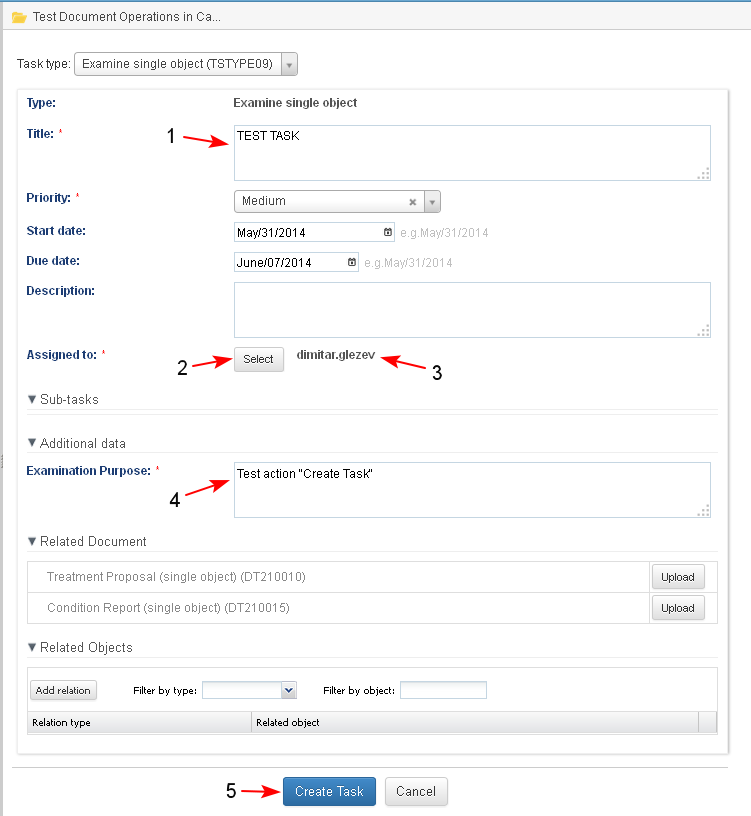 Test Document Operations in Ca...
Task type: Examine single object (TSTYPE09)
Type: Examine single object
Title: * 1 TEST TASK
Priority: * Medium
Start date: May/31/2014 e.g.May/31/2014
Due date: June/07/2014 e.g.May/31/2014
Description:
Assigned to: * 2 Select dimitar.glezev 3
Sub-tasks
Additional data
Examination Purpose: * 4 Test action "Create Task"
Related Document
Treatment Proposal (single object) (DT210010) Upload
Condition Report (single object) (DT210015) Upload
Related Objects
Add relation Filter by type: Filter by object:
Relation type Related object
5 Create Task Cancel